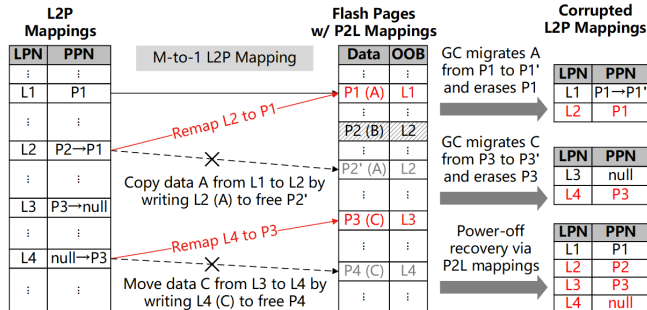 L2P
Mappings
LPN PPN
⋮ ⋮
L1 P1
⋮ ⋮
L2 P2→P1
⋮ ⋮
L3 P3→null
⋮ ⋮
L4 null→P3
⋮ ⋮
M-to-1 L2P Mapping
Remap L2 to P1
Copy data A from L1 to L2 by
writing L2 (A) to free P2'
Remap L4 to P3
Move data C from L3 to L4 by
writing L4 (C) to free P4
Flash Pages
w/ P2L Mappings
Data OOB
⋮ ⋮
P1 (A) L1
⋮ ⋮
P2 (B) L2
⋮ ⋮
P2' (A) L2
⋮ ⋮
P3 (C) L3
⋮ ⋮
P4 (C) L4
⋮ ⋮
GC migrates A
from P1 to P1'
and erases P1
GC migrates C
from P3 to P3'
and erases P3
Power-off
recovery via
P2L mappings
Corrupted
L2P Mappings
LPN PPN
L1 P1→P1'
L2 P1
LPN PPN
L3 null
L4 P3
LPN PPN
L1 P1
L2 P2
L3 P3
L4 null